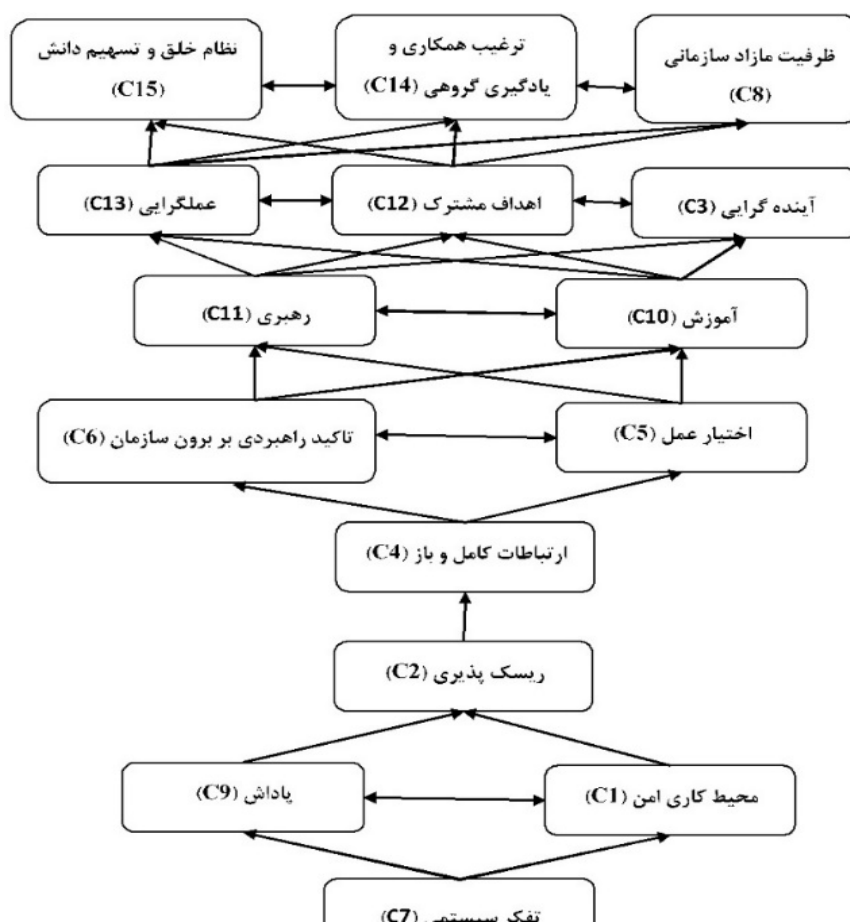 ظرفیت مازاد سازمانی
(C8)
ترغیب همکاری و
یادگیری گروهی (C14)
نظام خلق و تسهیم دانش
(C15)
آینده گرایی (C3)
اهداف مشترک (C12)
عملگرایی (C13)
آموزش (C10)
رهبری (C11)
اختیار عمل (C5)
تاکید راهبردی بر برون سازمان (C6)
ارتباطات کامل و باز (C4)
ریسک پذیری (C2)
محیط کاری امن (C1)
پاداش (C9)
تفکر سیستمی (C7)